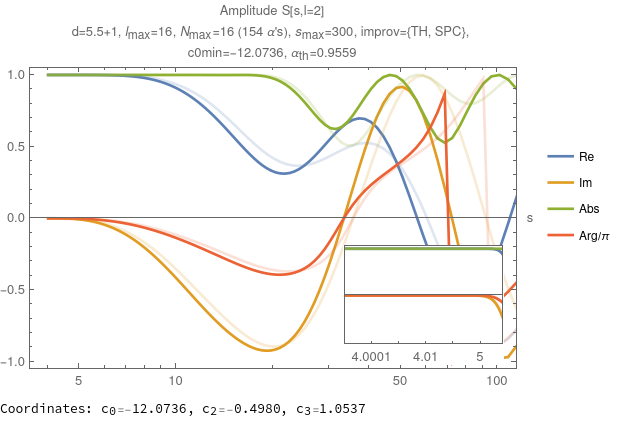 Amplitude S[s,l=2]
d=5.5+1, lmax=16, Nmax=16 (154 α's), smax=300, improv={TH, SPC},
c0min=-12.0736, αth=0.9559
1.0
0.5
0.0
-0.5
-1.0
s
Re
Im
Abs
Arg/π
4.0001 4.01 5
5 10 50 100
Coordinates: c0=-12.0736, c2=-0.4980, c3=1.0537